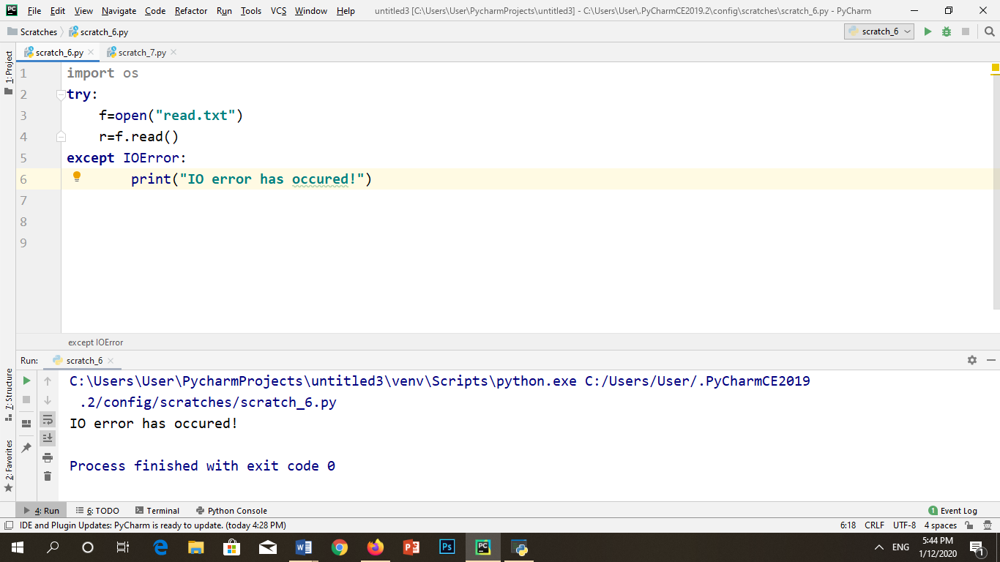 PC File Edit View Navigate Code Refactor Run Tools VCS Window Help untitled3 [C:\Users\User\PycharmProjects\untitled3] - C:\Users\User\.PyCharmCE2019.2\config\scratches\scratch_6.py - PyCharm
Scratches scratch_6.py scratch_6
1: Project
scratch_6.py scratch_7.py
1 import os
2 try:
3     f=open("read.txt")
4     r=f.read()
5 except IOError:
6         print("IO error has occured!")
7
8
9
except IOError
Run: scratch_6
7: Structure
2: Favorites
C:\Users\User\PycharmProjects\untitled3\venv\Scripts\python.exe C:/Users/User/.PyCharmCE2019
.2/config/scratches/scratch_6.py
IO error has occured!
Process finished with exit code 0
4: Run 6: TODO Terminal Python Console 1 Event Log
IDE and Plugin Updates: PyCharm is ready to update. (today 4:28 PM) 6:18 CRLF UTF-8 4 spaces
W P Ps PC ENG 5:44 PM
1/12/2020 1